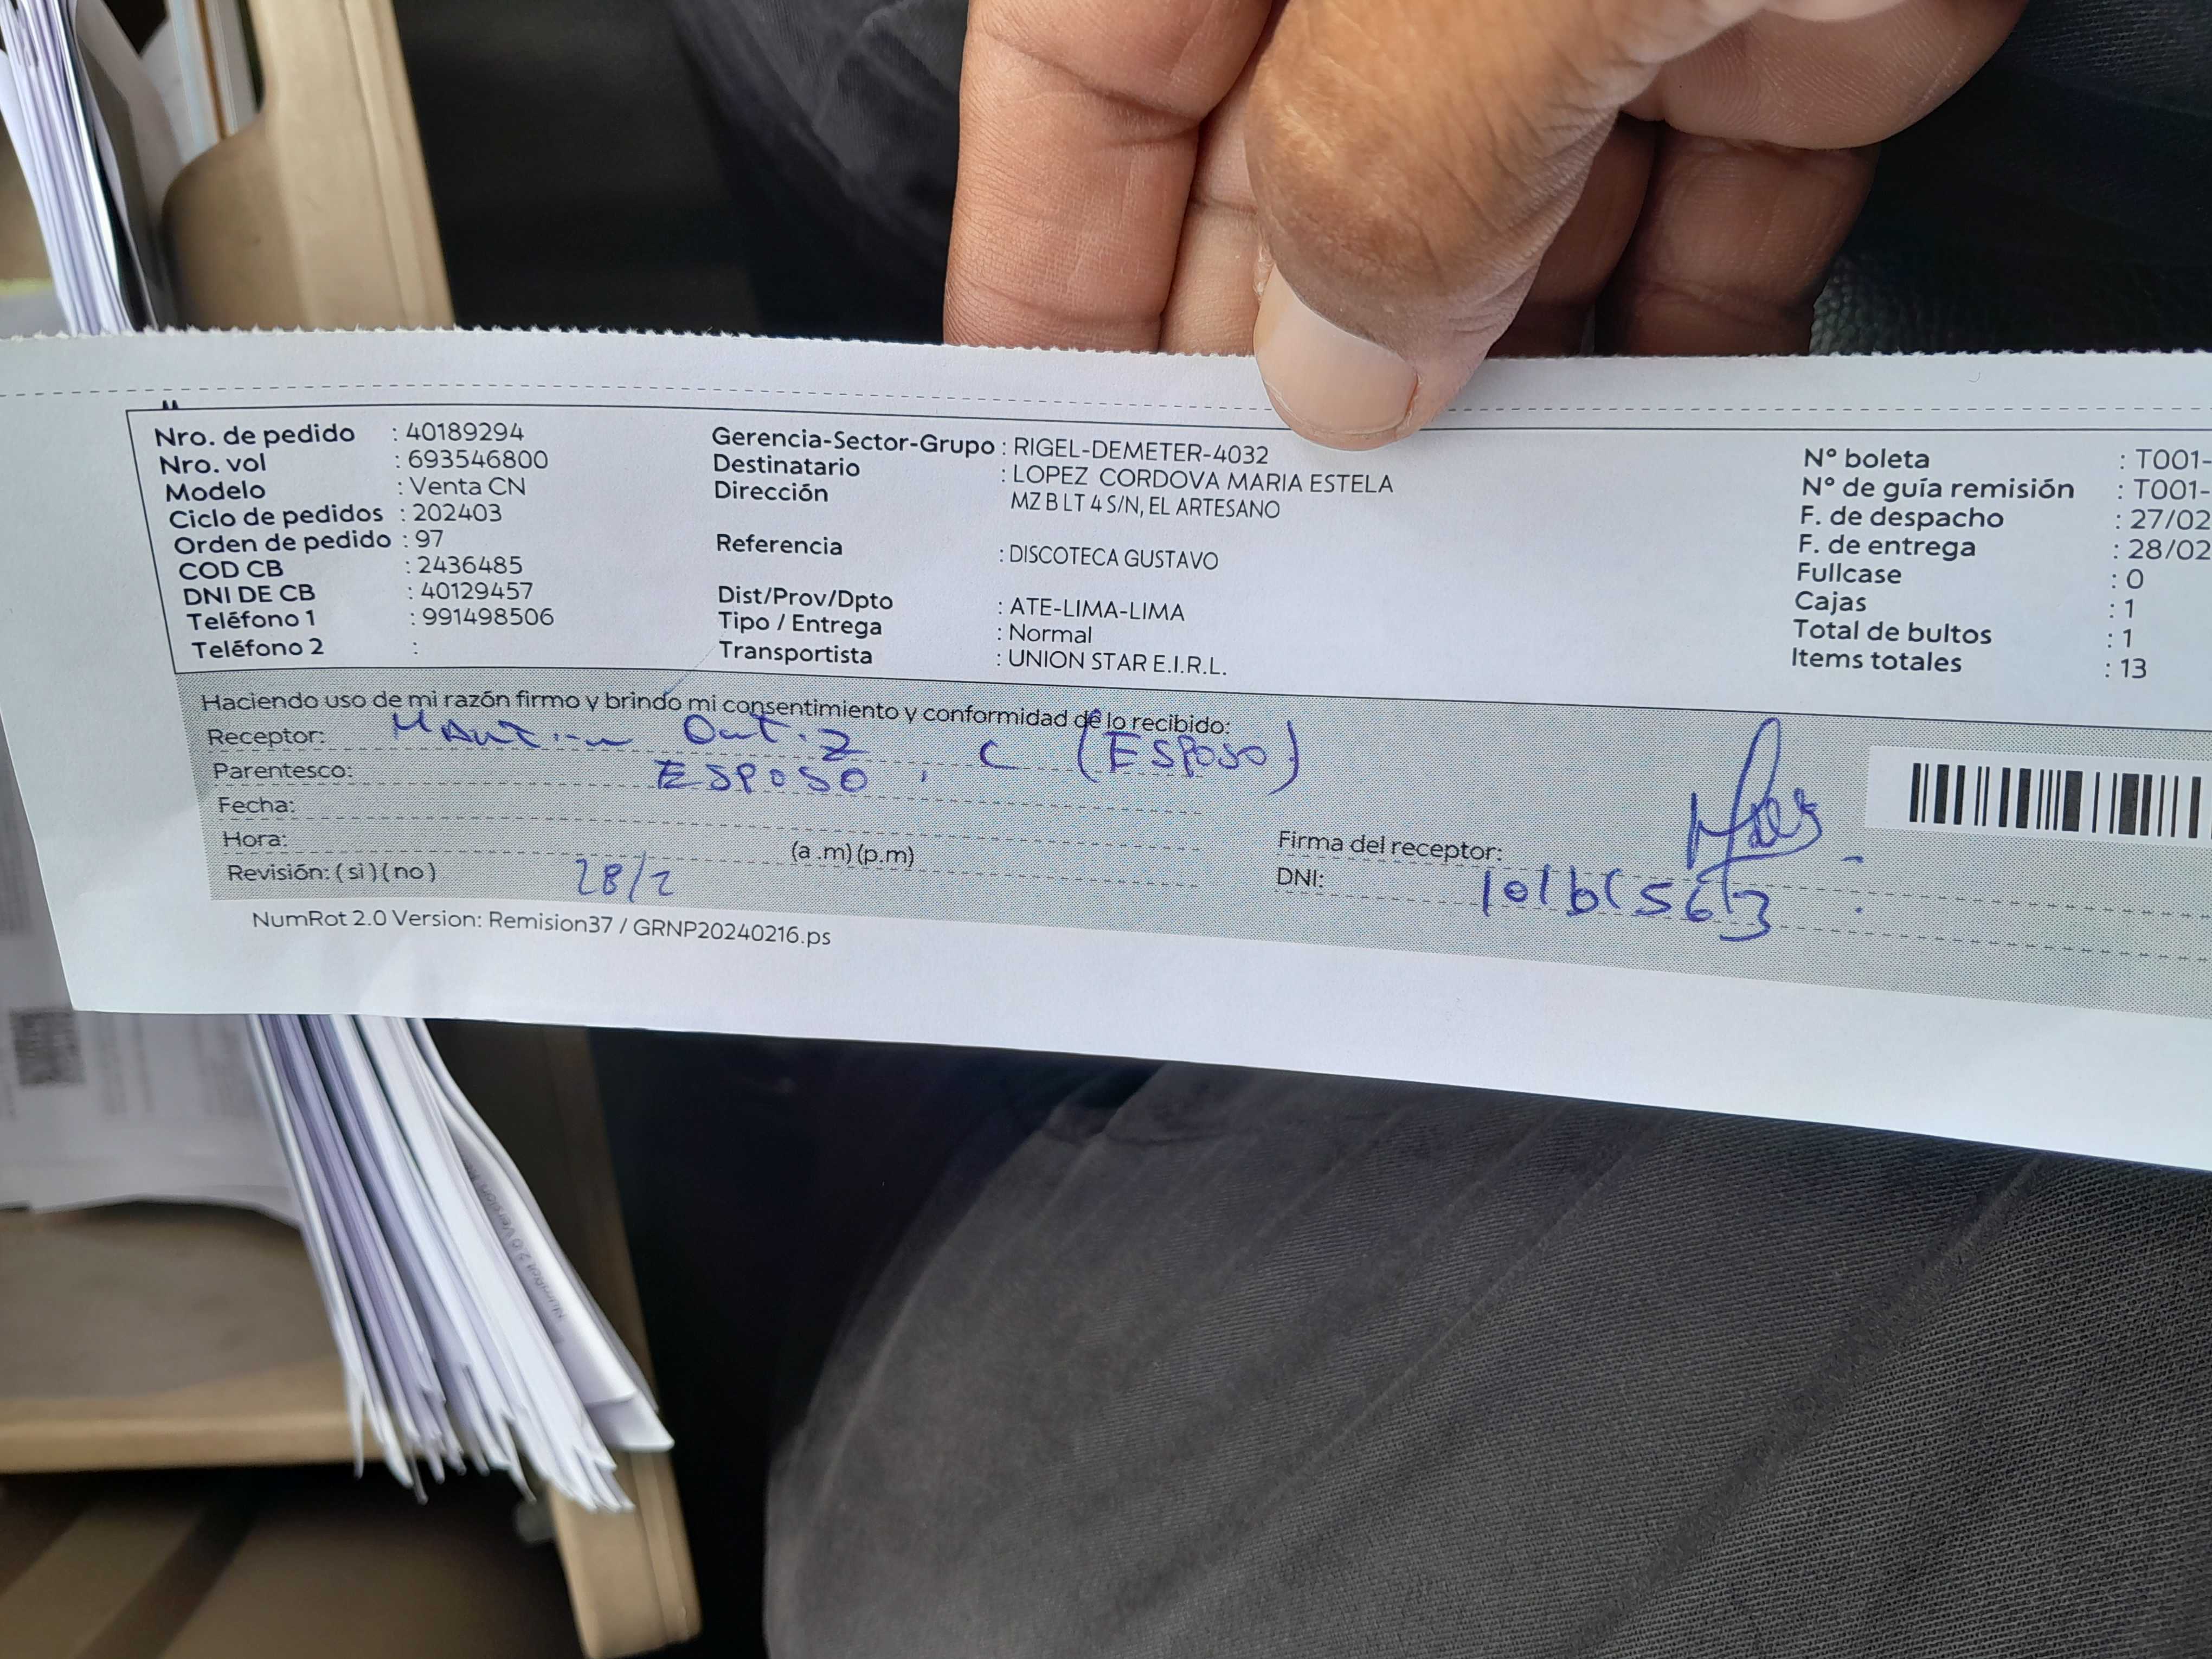 Nro. de pedido : 40189294
Nro. vol : 693546800
Modelo : Venta CN
Ciclo de pedidos : 202403
Orden de pedido : 97
COD CB : 2436485
DNI DE CB : 40129457
Teléfono 1 : 991498506
Teléfono 2 :
Gerencia-Sector-Grupo : RIGEL-DEMETER-4032
Destinatario : LOPEZ CORDOVA MARIA ESTELA
Dirección MZ B LT 4 S/N, EL ARTESANO
Referencia : DISCOTECA GUSTAVO
Dist/Prov/Dpto : ATE-LIMA-LIMA
Tipo / Entrega : Normal
Transportista : UNION STAR E.I.R.L.
N° boleta : T001-
N° de guía remisión : T001-
F. de despacho : 27/02
F. de entrega : 28/02
Fullcase : 0
Cajas : 1
Total de bultos : 1
Items totales : 13
Haciendo uso de mi razón firmo y brindo mi consentimiento y conformidad de lo recibido:
Receptor: C (ESPOSO)
Parentesco: ESPOSO
Fecha:
Hora: (a .m) (p.m)
Revisión: (si) (no) 28/2
Firma del receptor:
DNI:
NumRot 2.0 Version: Remision37 / GRNP20240216.ps